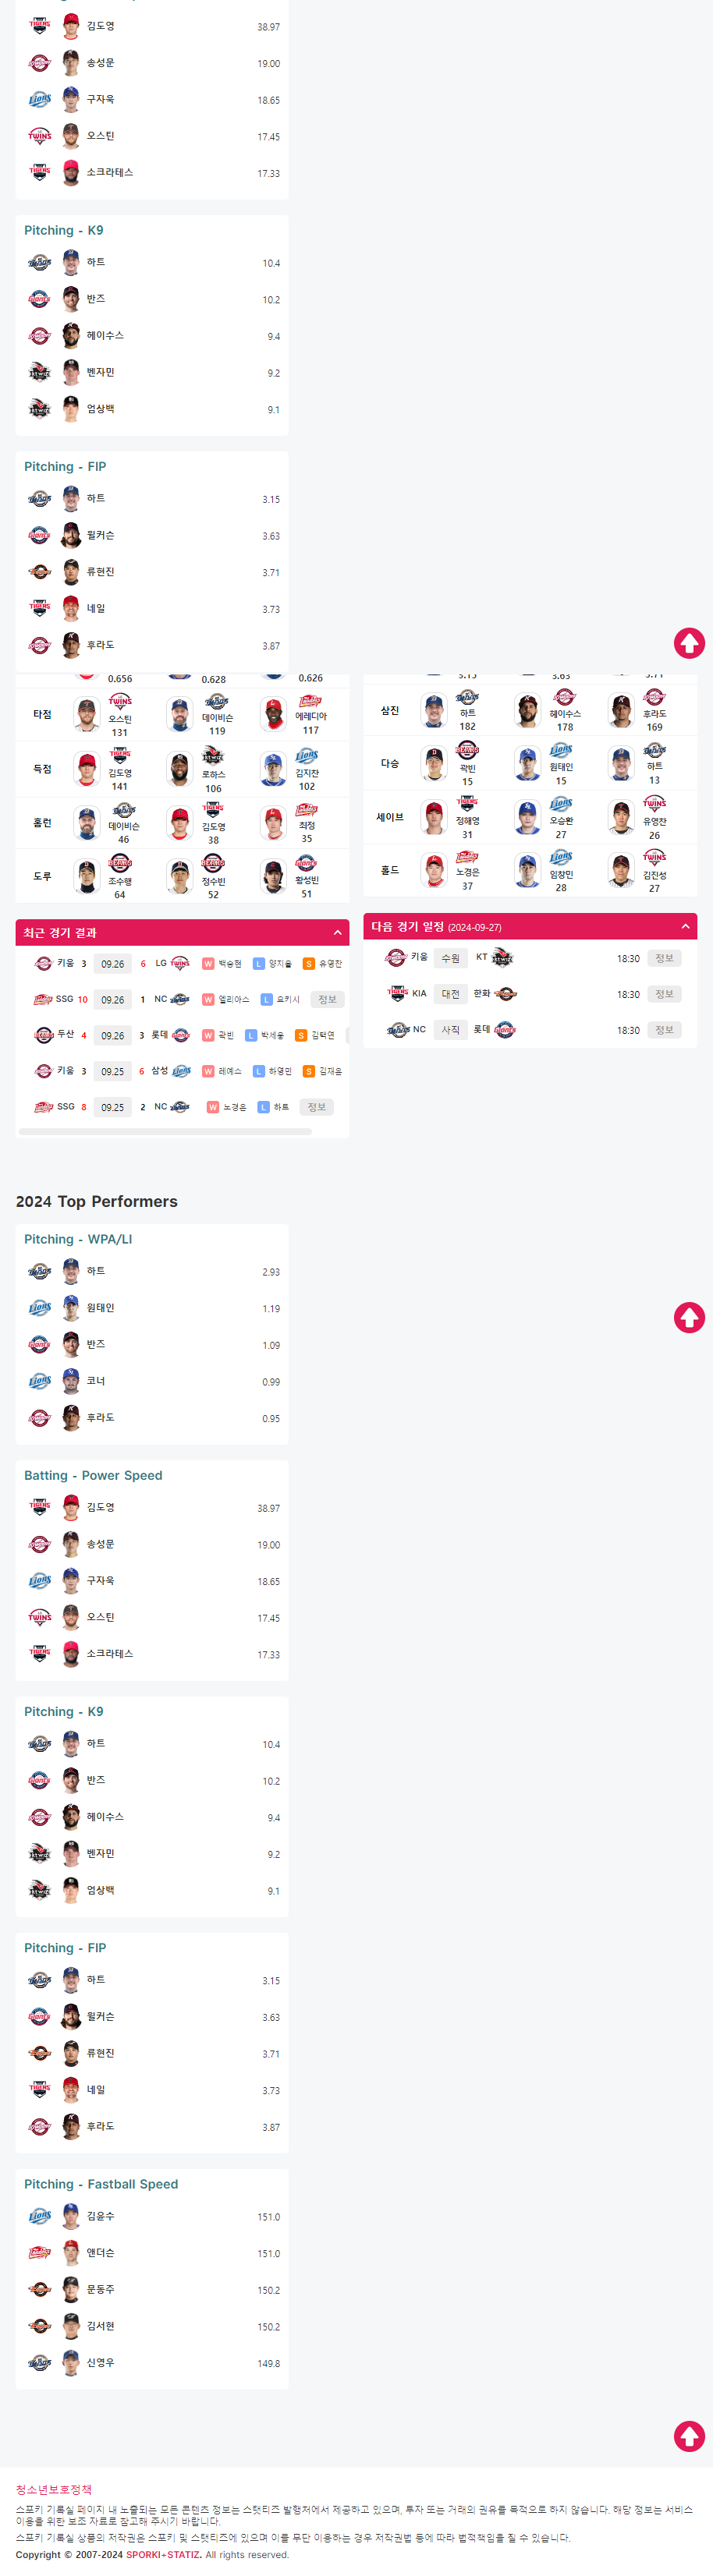 김도영 38.97
송성문 19.00
구자욱 18.65
오스틴 17.45
소크라테스 17.33
Pitching - K9
하트 10.4
반즈 10.2
헤이수스 9.4
벤자민 9.2
엄상백 9.1
Pitching - FIP
하트 3.15
윌커슨 3.63
류현진 3.71
네일 3.73
후라도 3.87
0.656 0.628 0.626
타점 오스틴 131 데이비슨 119 에레디아 117
득점 김도영 141 로하스 106 김지찬 102
홈런 데이비슨 46 김도영 38 최정 35
도루 조수행 64 정수빈 52 황성빈 51
3.15 3.63 3.71
삼진 하트 182 헤이수스 178 후라도 169
다승 곽빈 15 원태인 15 하트 13
세이브 정해영 31 오승환 27 유영찬 26
홀드 노경은 37 임창민 28 김진성 27
최근 경기 결과
키움 3 09.26 6 LG W 백승현 L 양지율 S 유영찬
SSG 10 09.26 1 NC W 엘리아스 L 요키시 정보
두산 4 09.26 3 롯데 W 곽빈 L 박세웅 S 김택연
키움 3 09.25 6 삼성 W 레예스 L 하영민 S 김재윤
SSG 8 09.25 2 NC W 노경은 L 하트 정보
다음 경기 일정 (2024-09-27)
키움 수원 KT 18:30 정보
KIA 대전 한화 18:30 정보
NC 사직 롯데 18:30 정보
2024 Top Performers
Pitching - WPA/LI
하트 2.93
원태인 1.19
반즈 1.09
코너 0.99
후라도 0.95
Batting - Power Speed
김도영 38.97
송성문 19.00
구자욱 18.65
오스틴 17.45
소크라테스 17.33
Pitching - K9
하트 10.4
반즈 10.2
헤이수스 9.4
벤자민 9.2
엄상백 9.1
Pitching - FIP
하트 3.15
윌커슨 3.63
류현진 3.71
네일 3.73
후라도 3.87
Pitching - Fastball Speed
김윤수 151.0
앤더슨 151.0
문동주 150.2
김서현 150.2
신영우 149.8
청소년보호정책
스포키 기록실 페이지 내 노출되는 모든 콘텐츠 정보는 스탯티즈 발행처에서 제공하고 있으며, 투자 또는 거래의 권유를 목적으로 하지 않습니다. 해당 정보는 서비스
이용을 위한 보조 자료로 참고해 주시기 바랍니다.
스포키 기록실 상품의 저작권은 스포키 및 스탯티즈에 있으며 이를 무단 이용하는 경우 저작권법 등에 따라 법적책임을 질 수 있습니다.
Copyright © 2007-2024 SPORKI+STATIZ. All rights reserved.